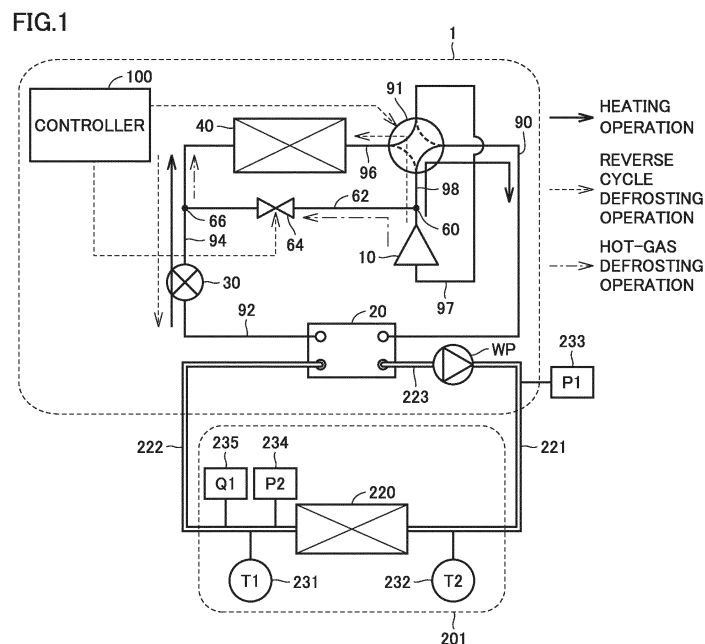 FIG.1
1
100
CONTROLLER
40
91
90
96
98
62
66
64
60
94
10
30
97
92
20
WP
223
233
P1
222
221
235
234
Q1
P2
220
T1
231
232
T2
201
HEATING
OPERATION
REVERSE
CYCLE
DEFROSTING
OPERATION
HOT-GAS
DEFROSTING
OPERATION